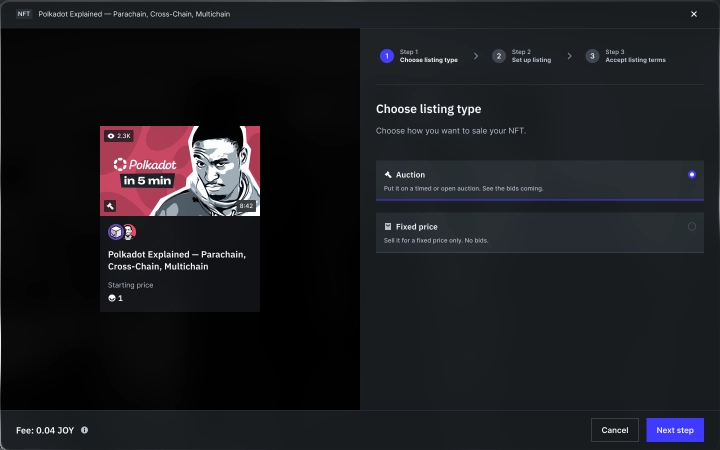 NFT Polkadot Explained — Parachain, Cross-Chain, Multichain
1 Step 1 Choose listing type
2 Step 2 Set up listing
3 Step 3 Accept listing terms
2.3K
Polkadot
in 5 min
8:42
Polkadot Explained — Parachain,
Cross-Chain, Multichain
Starting price
1
Choose listing type
Choose how you want to sale your NFT.
Auction
Put it on a timed or open auction. See the bids coming.
Fixed price
Sell it for a fixed price only. No bids.
Fee: 0.04 JOY
Cancel
Next step